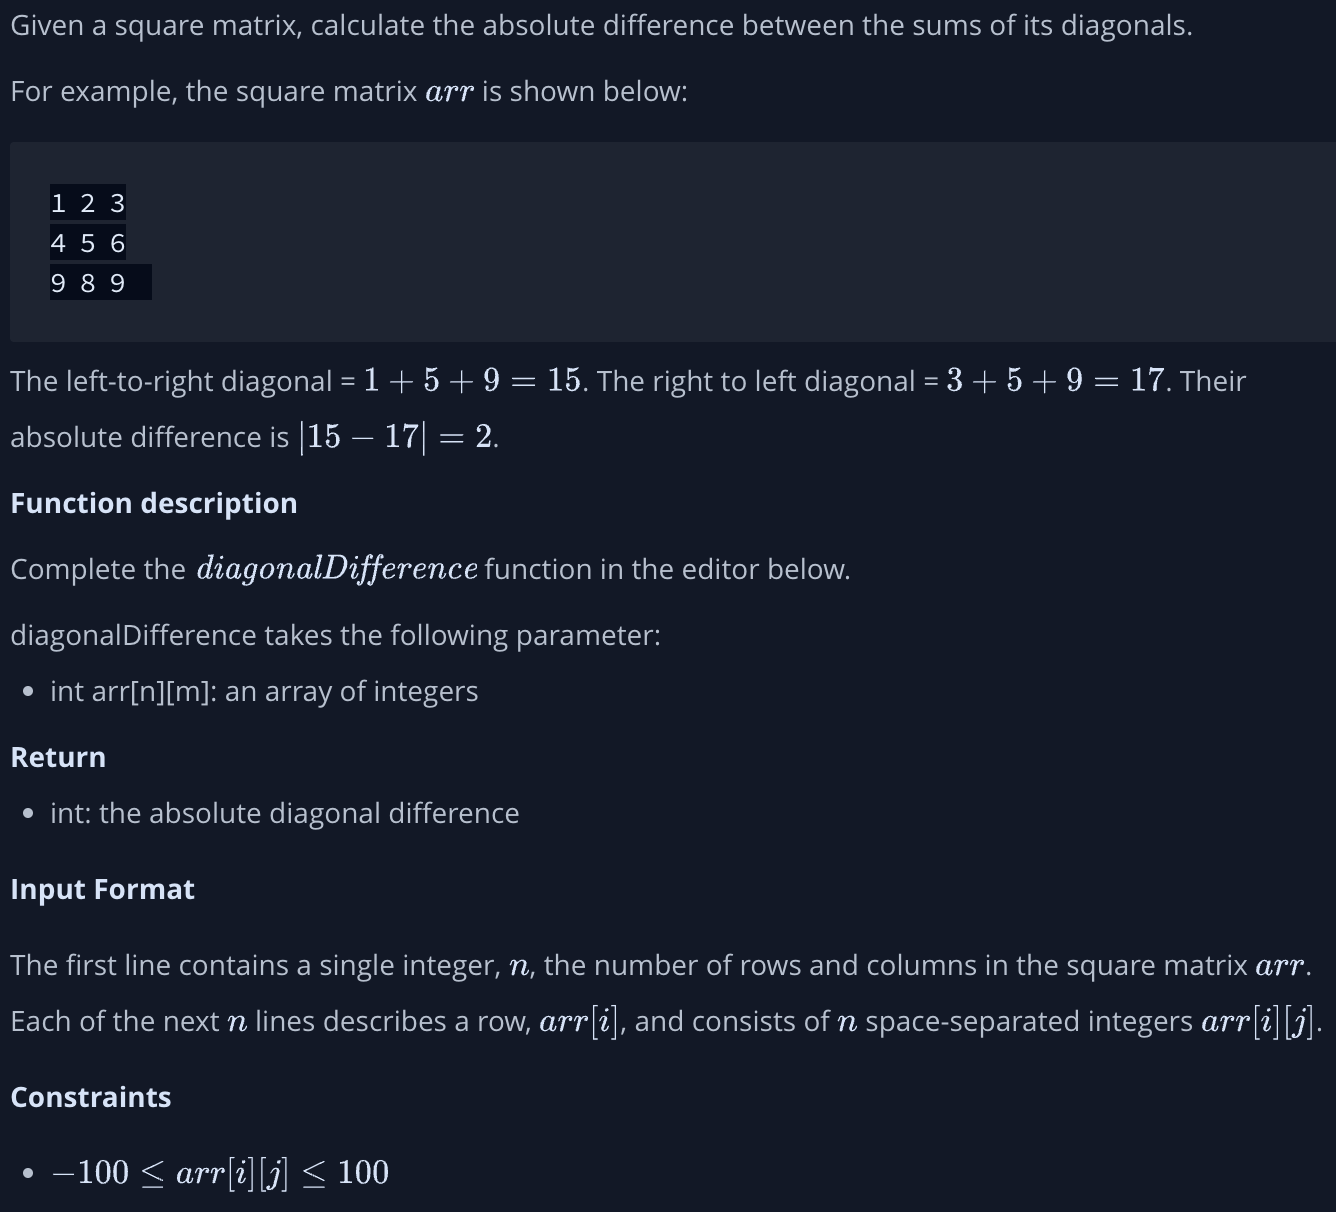 Given a square matrix, calculate the absolute difference between the sums of its diagonals.
For example, the square matrix arr is shown below:
1 2 3
4 5 6
9 8 9
The left-to-right diagonal = 1 + 5 + 9 = 15. The right to left diagonal = 3 + 5 + 9 = 17. Their
absolute difference is |15 − 17| = 2.
Function description
Complete the diagonalDifference function in the editor below.
diagonalDifference takes the following parameter:
• int arr[n][m]: an array of integers
Return
• int: the absolute diagonal difference
Input Format
The first line contains a single integer, n, the number of rows and columns in the square matrix arr.
Each of the next n lines describes a row, arr[i], and consists of n space-separated integers arr[i][j].
Constraints
• −100 ≤ arr[i][j] ≤ 100